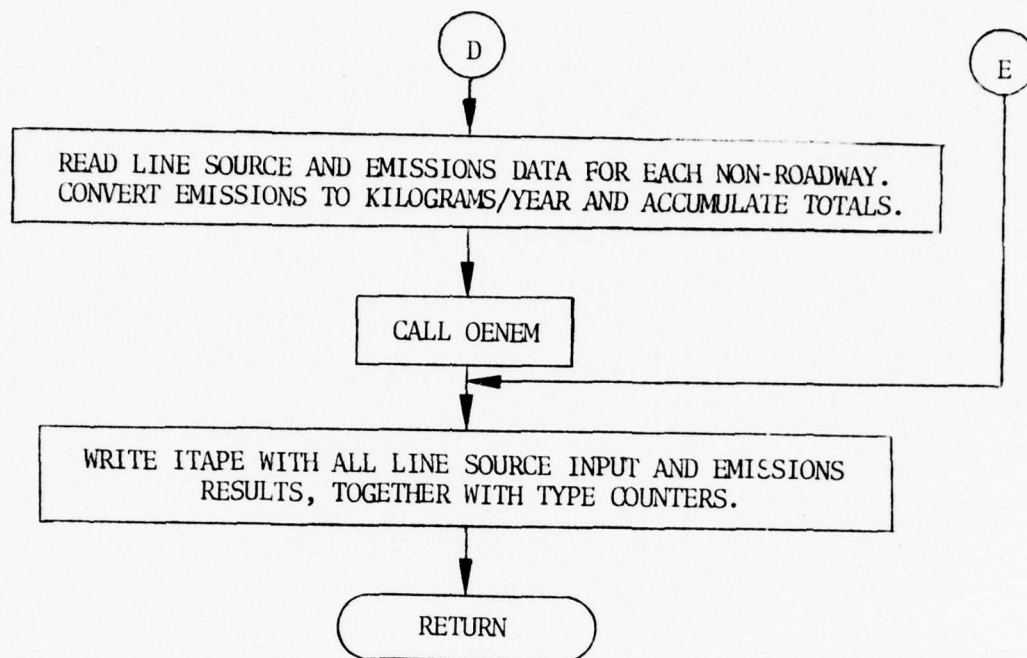 D
E
READ LINE SOURCE AND EMISSIONS DATA FOR EACH NON-ROADWAY.
CONVERT EMISSIONS TO KILOGRAMS/YEAR AND ACCUMULATE TOTALS.
CALL OENEM
WRITE ITAPE WITH ALL LINE SOURCE INPUT AND EMISSIONS
RESULTS, TOGETHER WITH TYPE COUNTERS.
RETURN